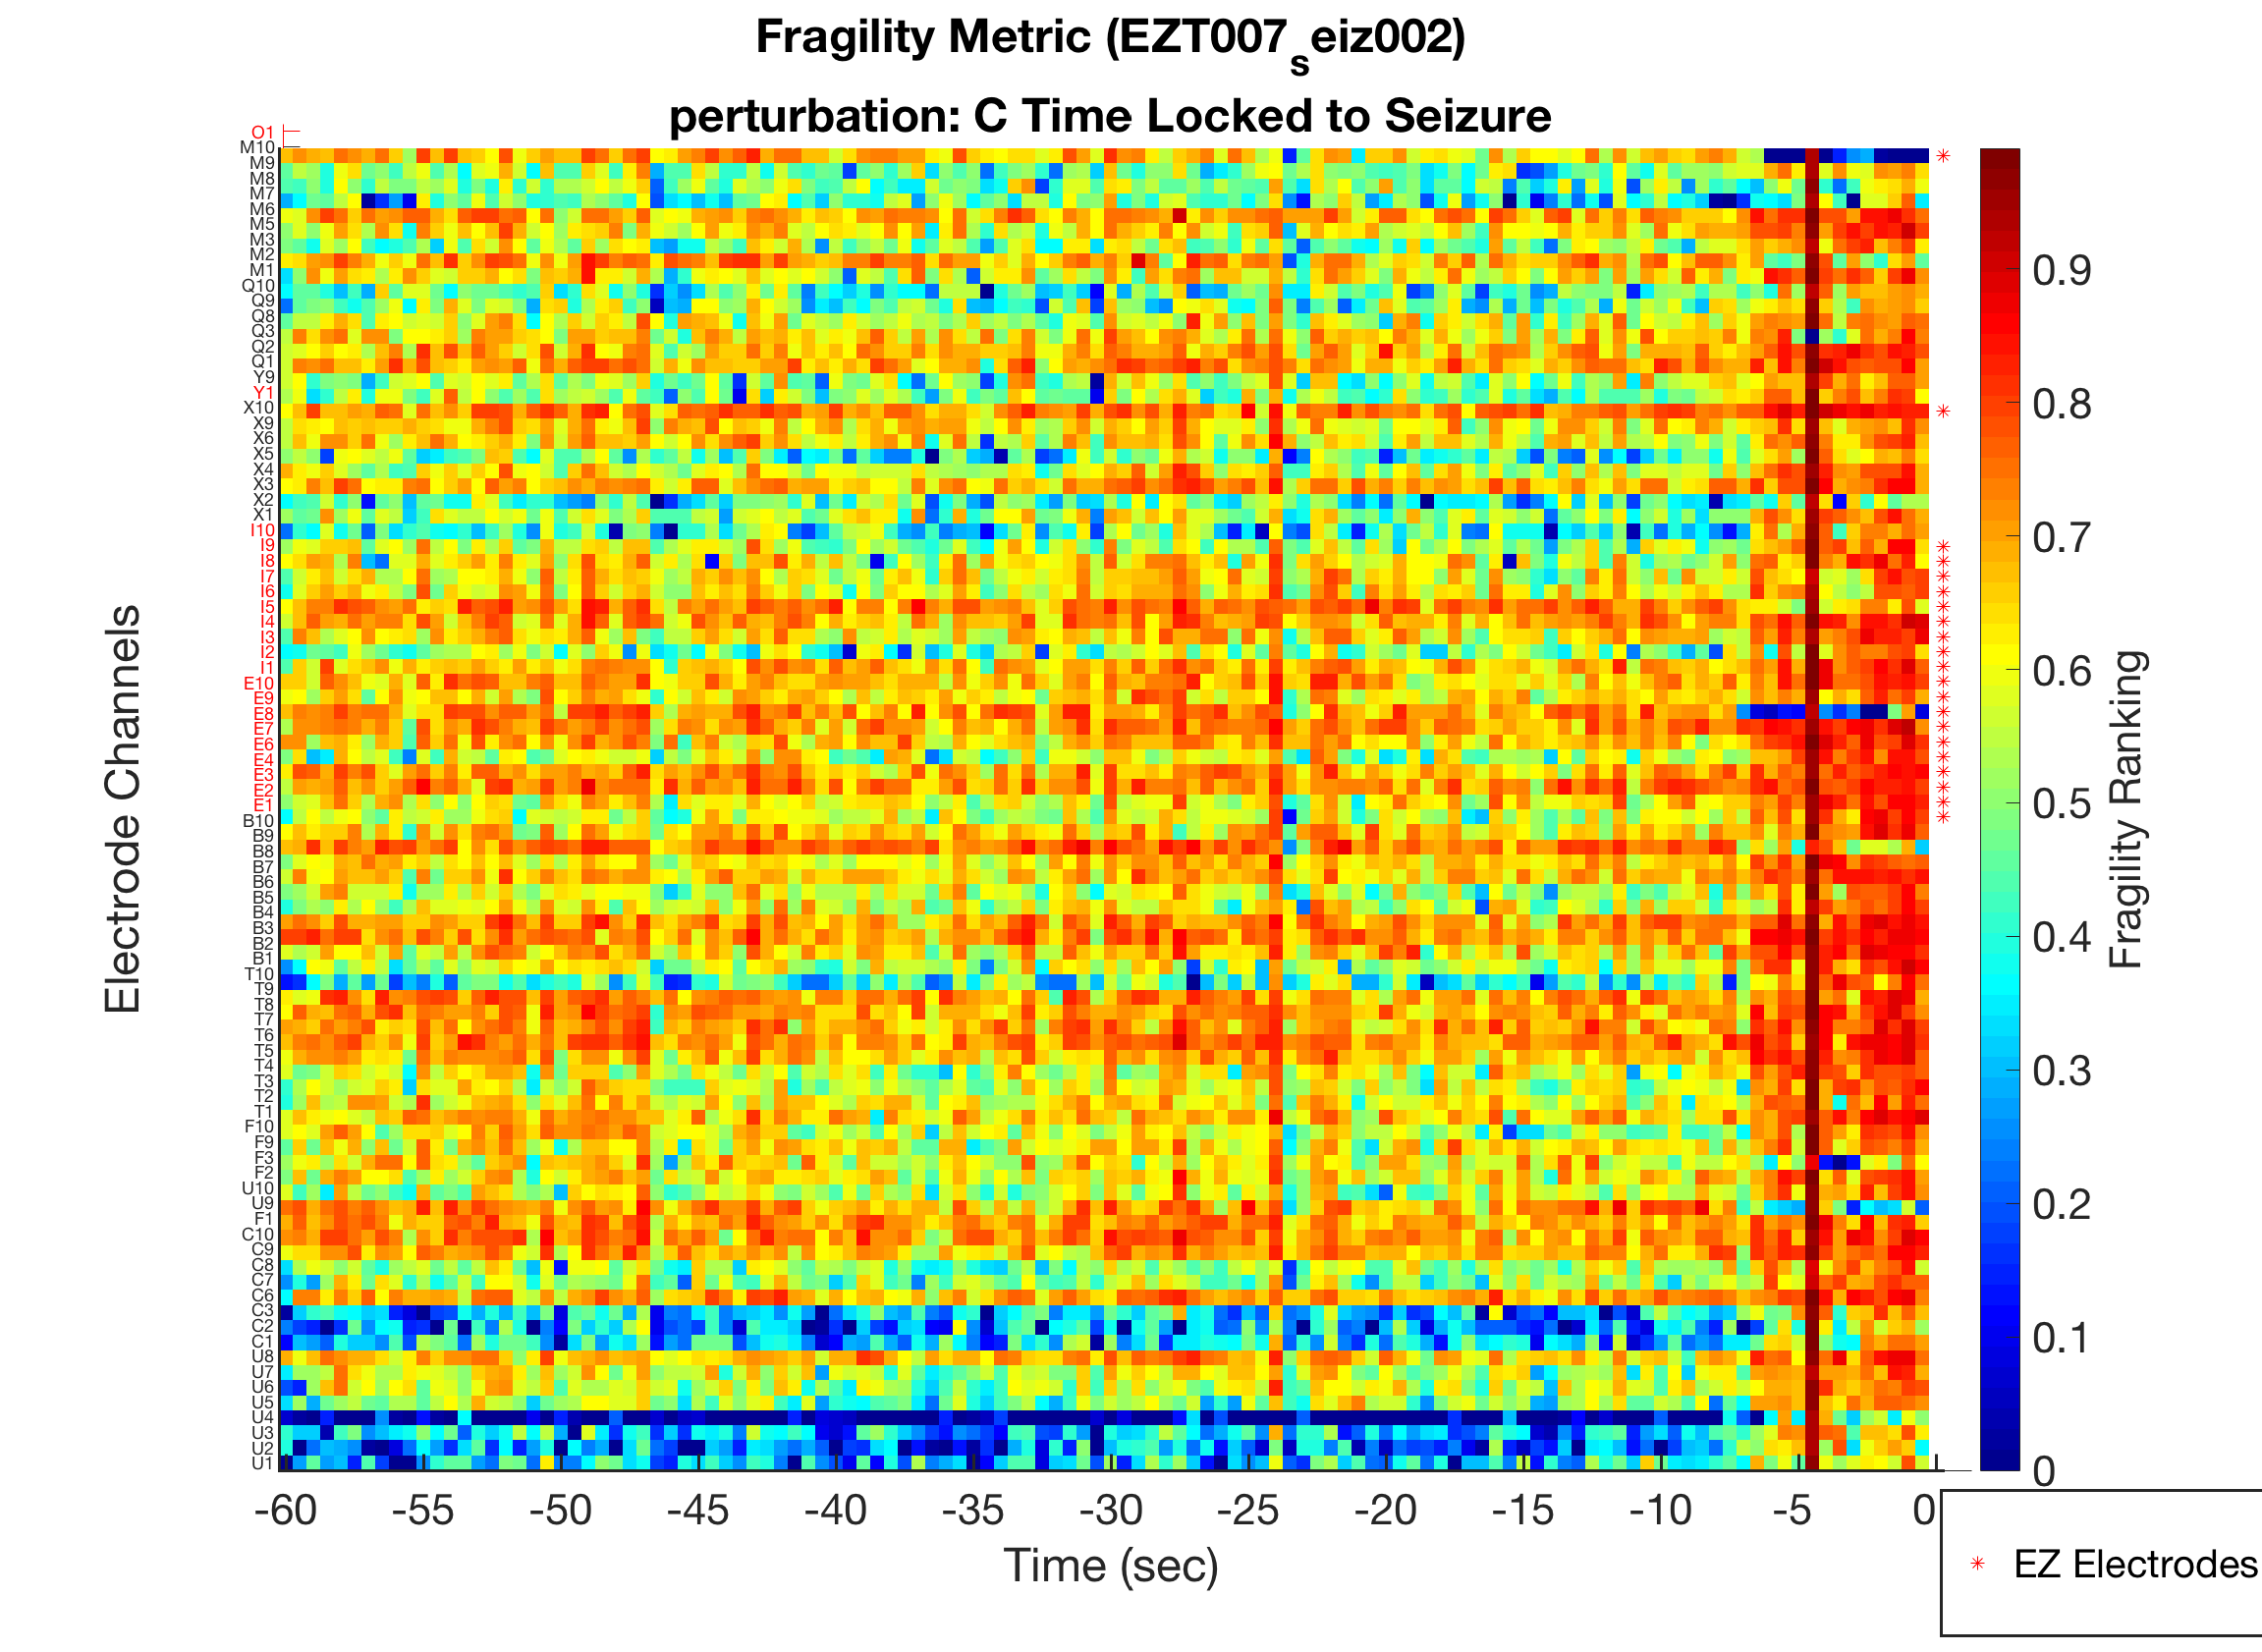 Fragility Metric (EZT007seiz002)
perturbation: C Time Locked to Seizure
O1
M10
M9
M8
M7
M6
M5
M3
M2
M1
Q10
Q9
Q8
Q3
Q2
Q1
Y9
Y1
X10
X9
X6
X5
X4
X3
X2
X1
I10
I9
I8
I7
I6
I5
I4
I3
I2
I1
E10
E9
E8
E7
E6
E4
E3
E2
E1
B10
B9
B8
B7
B6
B5
B4
B3
B2
B1
T10
T9
T8
T7
T6
T5
T4
T3
T2
T1
F10
F9
F3
F2
U10
U9
F1
C10
C9
C8
C7
C6
C3
C2
C1
U8
U7
U6
U5
U4
U3
U2
U1
Electrode Channels
-60 -55 -50 -45 -40 -35 -30 -25 -20 -15 -10 -5 0
Time (sec)
0.9
0.8
0.7
0.6
0.5
0.4
0.3
0.2
0.1
0
Fragility Ranking
EZ Electrodes